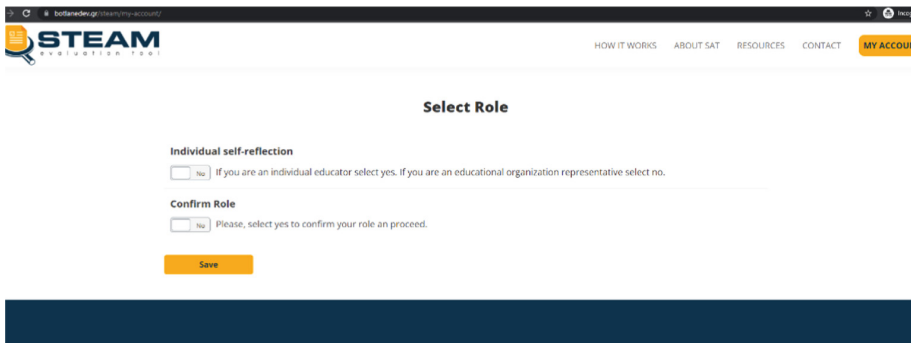 botlanedev.gr/steam/my-account/
STEAM
evaluation tool
HOW IT WORKS ABOUT SAT RESOURCES CONTACT MY ACCOUN
Select Role
Individual self-reflection
No If you are an individual educator select yes. If you are an educational organization representative select no.
Confirm Role
No Please, select yes to confirm your role an proceed.
Save